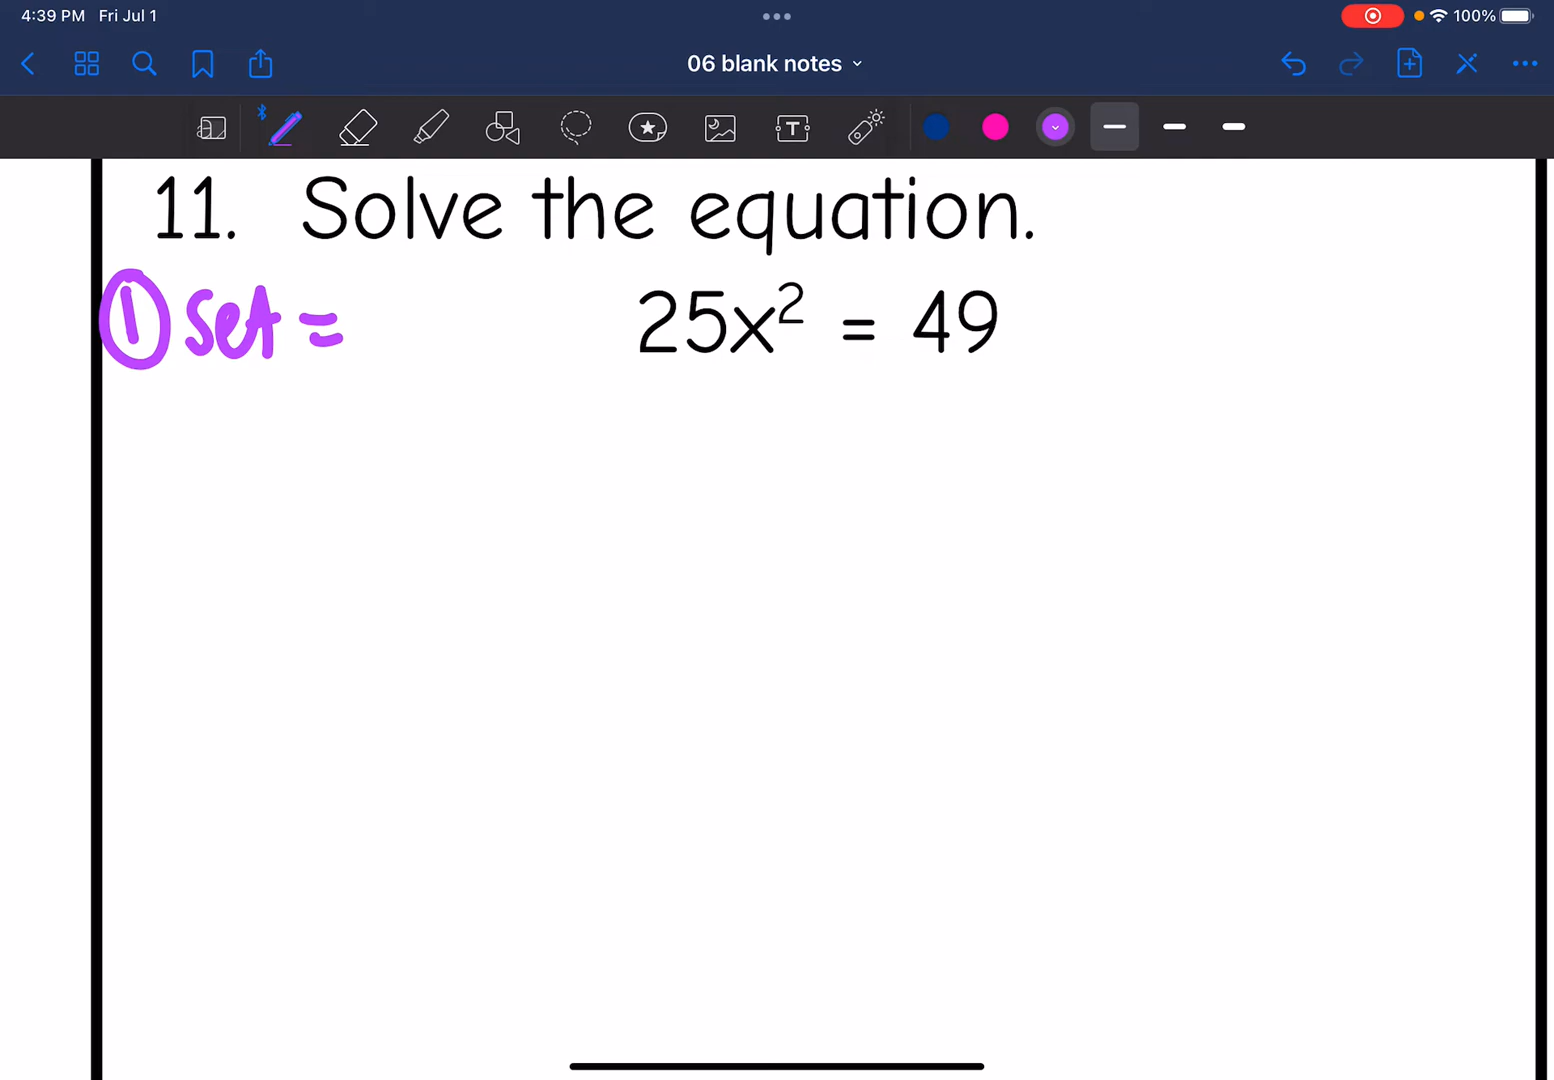 4:39 PM Fri Jul 1
100%
06 blank notes
T
11. Solve the equation.
① Set = 25x² = 49